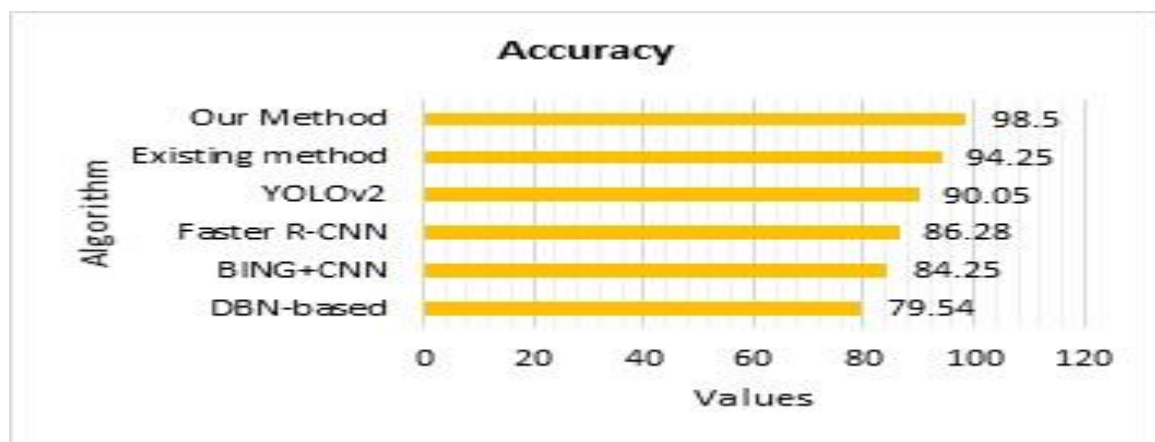 Accuracy
Algorithm
Our Method 98.5
Existing method 94.25
YOLOv2 90.05
Faster R-CNN 86.28
BING+CNN 84.25
DBN-based 79.54
0 20 40 60 80 100 120
Values